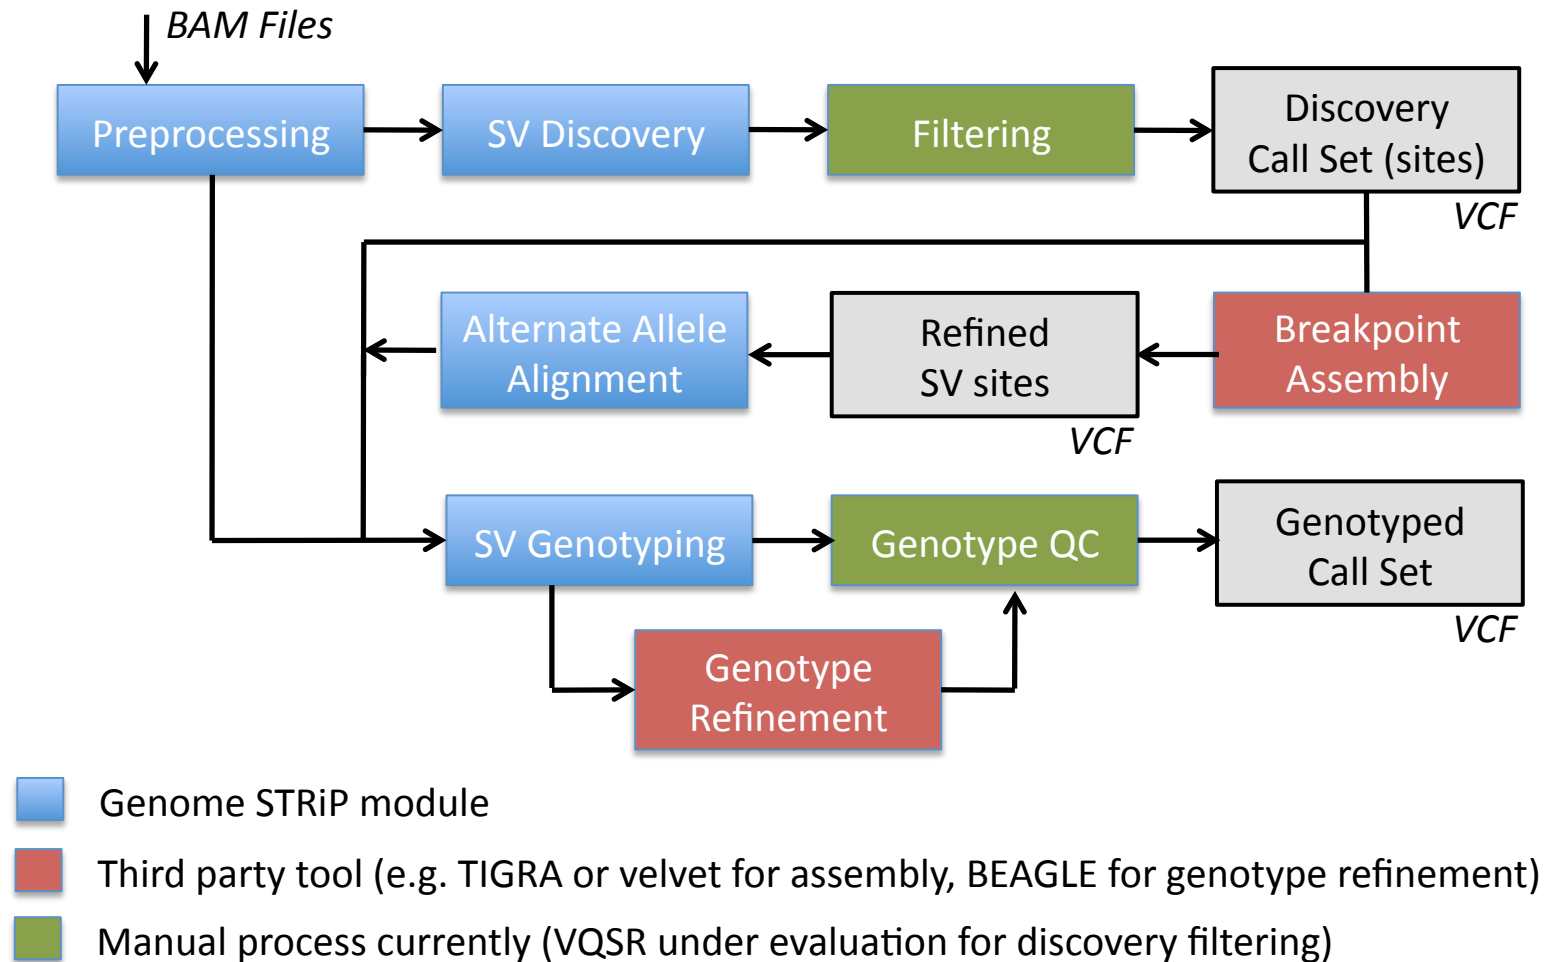 BAM Files
Preprocessing
SV Discovery
Filtering
Discovery
Call Set (sites)
VCF
Alternate Allele
Alignment
Refined
SV sites
VCF
Breakpoint
Assembly
SV Genotyping
Genotype QC
Genotyped
Call Set
VCF
Genotype
Refinement
Genome STRiP module
Third party tool (e.g. TIGRA or velvet for assembly, BEAGLE for genotype refinement)
Manual process currently (VQSR under evaluation for discovery filtering)